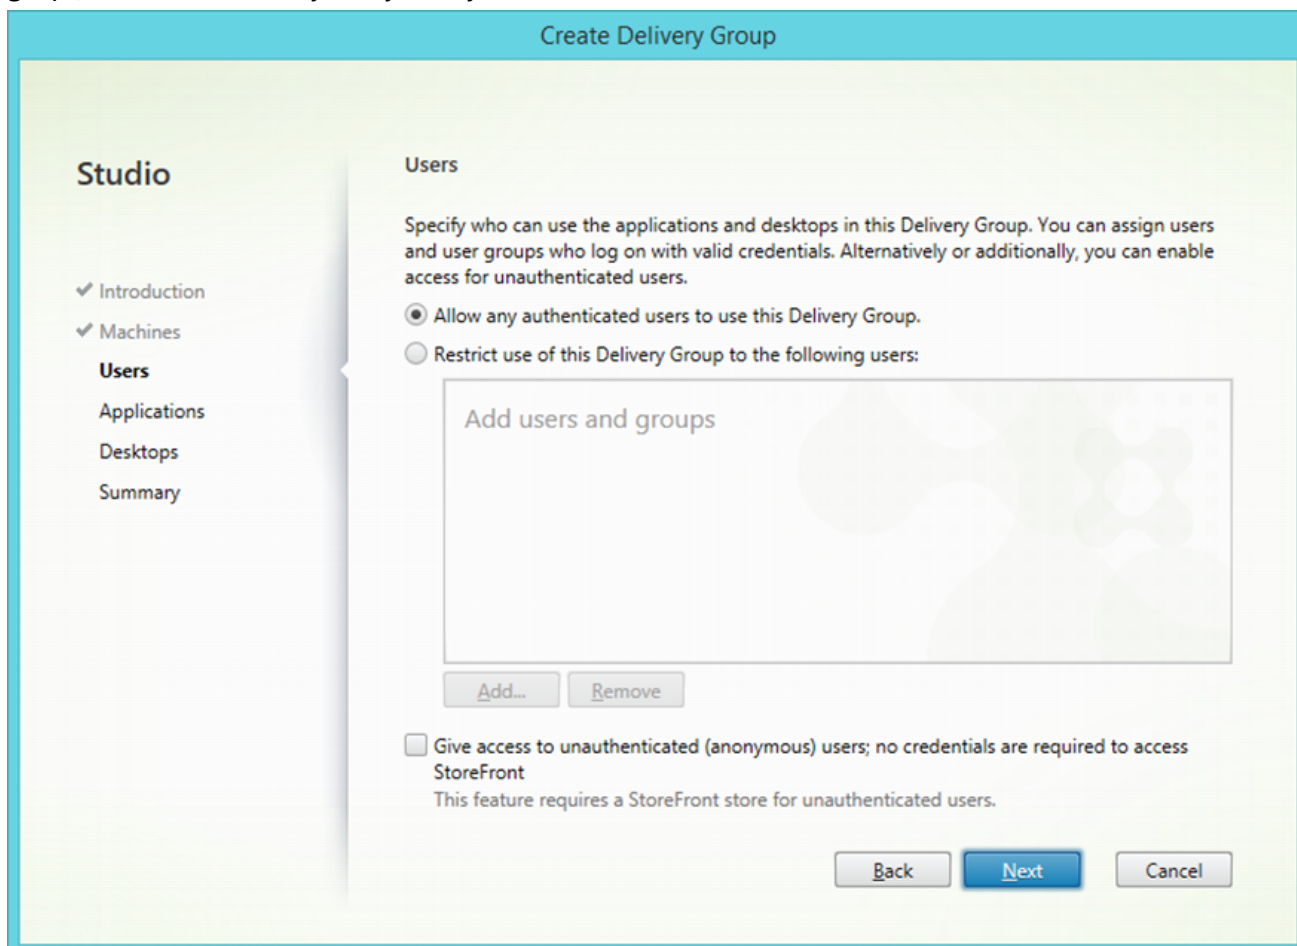 Create Delivery Group
Studio
Introduction
Machines
Users
Applications
Desktops
Summary
Users
Specify who can use the applications and desktops in this Delivery Group. You can assign users
and user groups who log on with valid credentials. Alternatively or additionally, you can enable
access for unauthenticated users.
Allow any authenticated users to use this Delivery Group.
Restrict use of this Delivery Group to the following users:
Add users and groups
Add... Remove
Give access to unauthenticated (anonymous) users; no credentials are required to access
StoreFront
This feature requires a StoreFront store for unauthenticated users.
Back Next Cancel